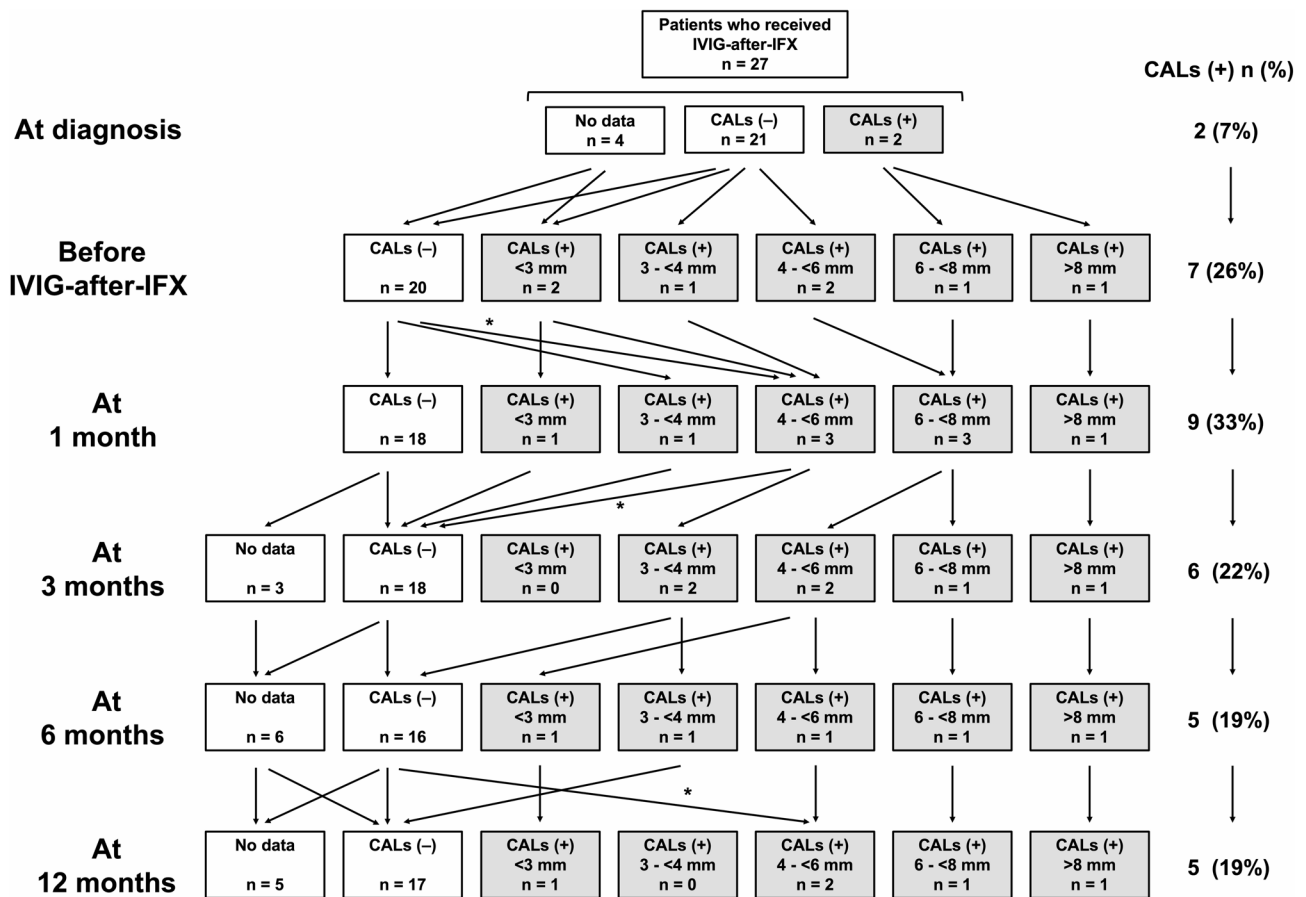 Patients who received
IVIG-after-IFX
n = 27
CALs (+) n (%)
At diagnosis
No data
n = 4
CALs (–)
n = 21
CALs (+)
n = 2
2 (7%)
Before
IVIG-after-IFX
CALs (–)
n = 20
CALs (+)
<3 mm
n = 2
CALs (+)
3 - <4 mm
n = 1
CALs (+)
4 - <6 mm
n = 2
CALs (+)
6 - <8 mm
n = 1
CALs (+)
>8 mm
n = 1
7 (26%)
*
At
1 month
CALs (–)
n = 18
CALs (+)
<3 mm
n = 1
CALs (+)
3 - <4 mm
n = 1
CALs (+)
4 - <6 mm
n = 3
CALs (+)
6 - <8 mm
n = 3
CALs (+)
>8 mm
n = 1
9 (33%)
*
At
3 months
No data
n = 3
CALs (–)
n = 18
CALs (+)
<3 mm
n = 0
CALs (+)
3 - <4 mm
n = 2
CALs (+)
4 - <6 mm
n = 2
CALs (+)
6 - <8 mm
n = 1
CALs (+)
>8 mm
n = 1
6 (22%)
At
6 months
No data
n = 6
CALs (–)
n = 16
CALs (+)
<3 mm
n = 1
CALs (+)
3 - <4 mm
n = 1
CALs (+)
4 - <6 mm
n = 1
CALs (+)
6 - <8 mm
n = 1
CALs (+)
>8 mm
n = 1
5 (19%)
*
At
12 months
No data
n = 5
CALs (–)
n = 17
CALs (+)
<3 mm
n = 1
CALs (+)
3 - <4 mm
n = 0
CALs (+)
4 - <6 mm
n = 2
CALs (+)
6 - <8 mm
n = 1
CALs (+)
>8 mm
n = 1
5 (19%)